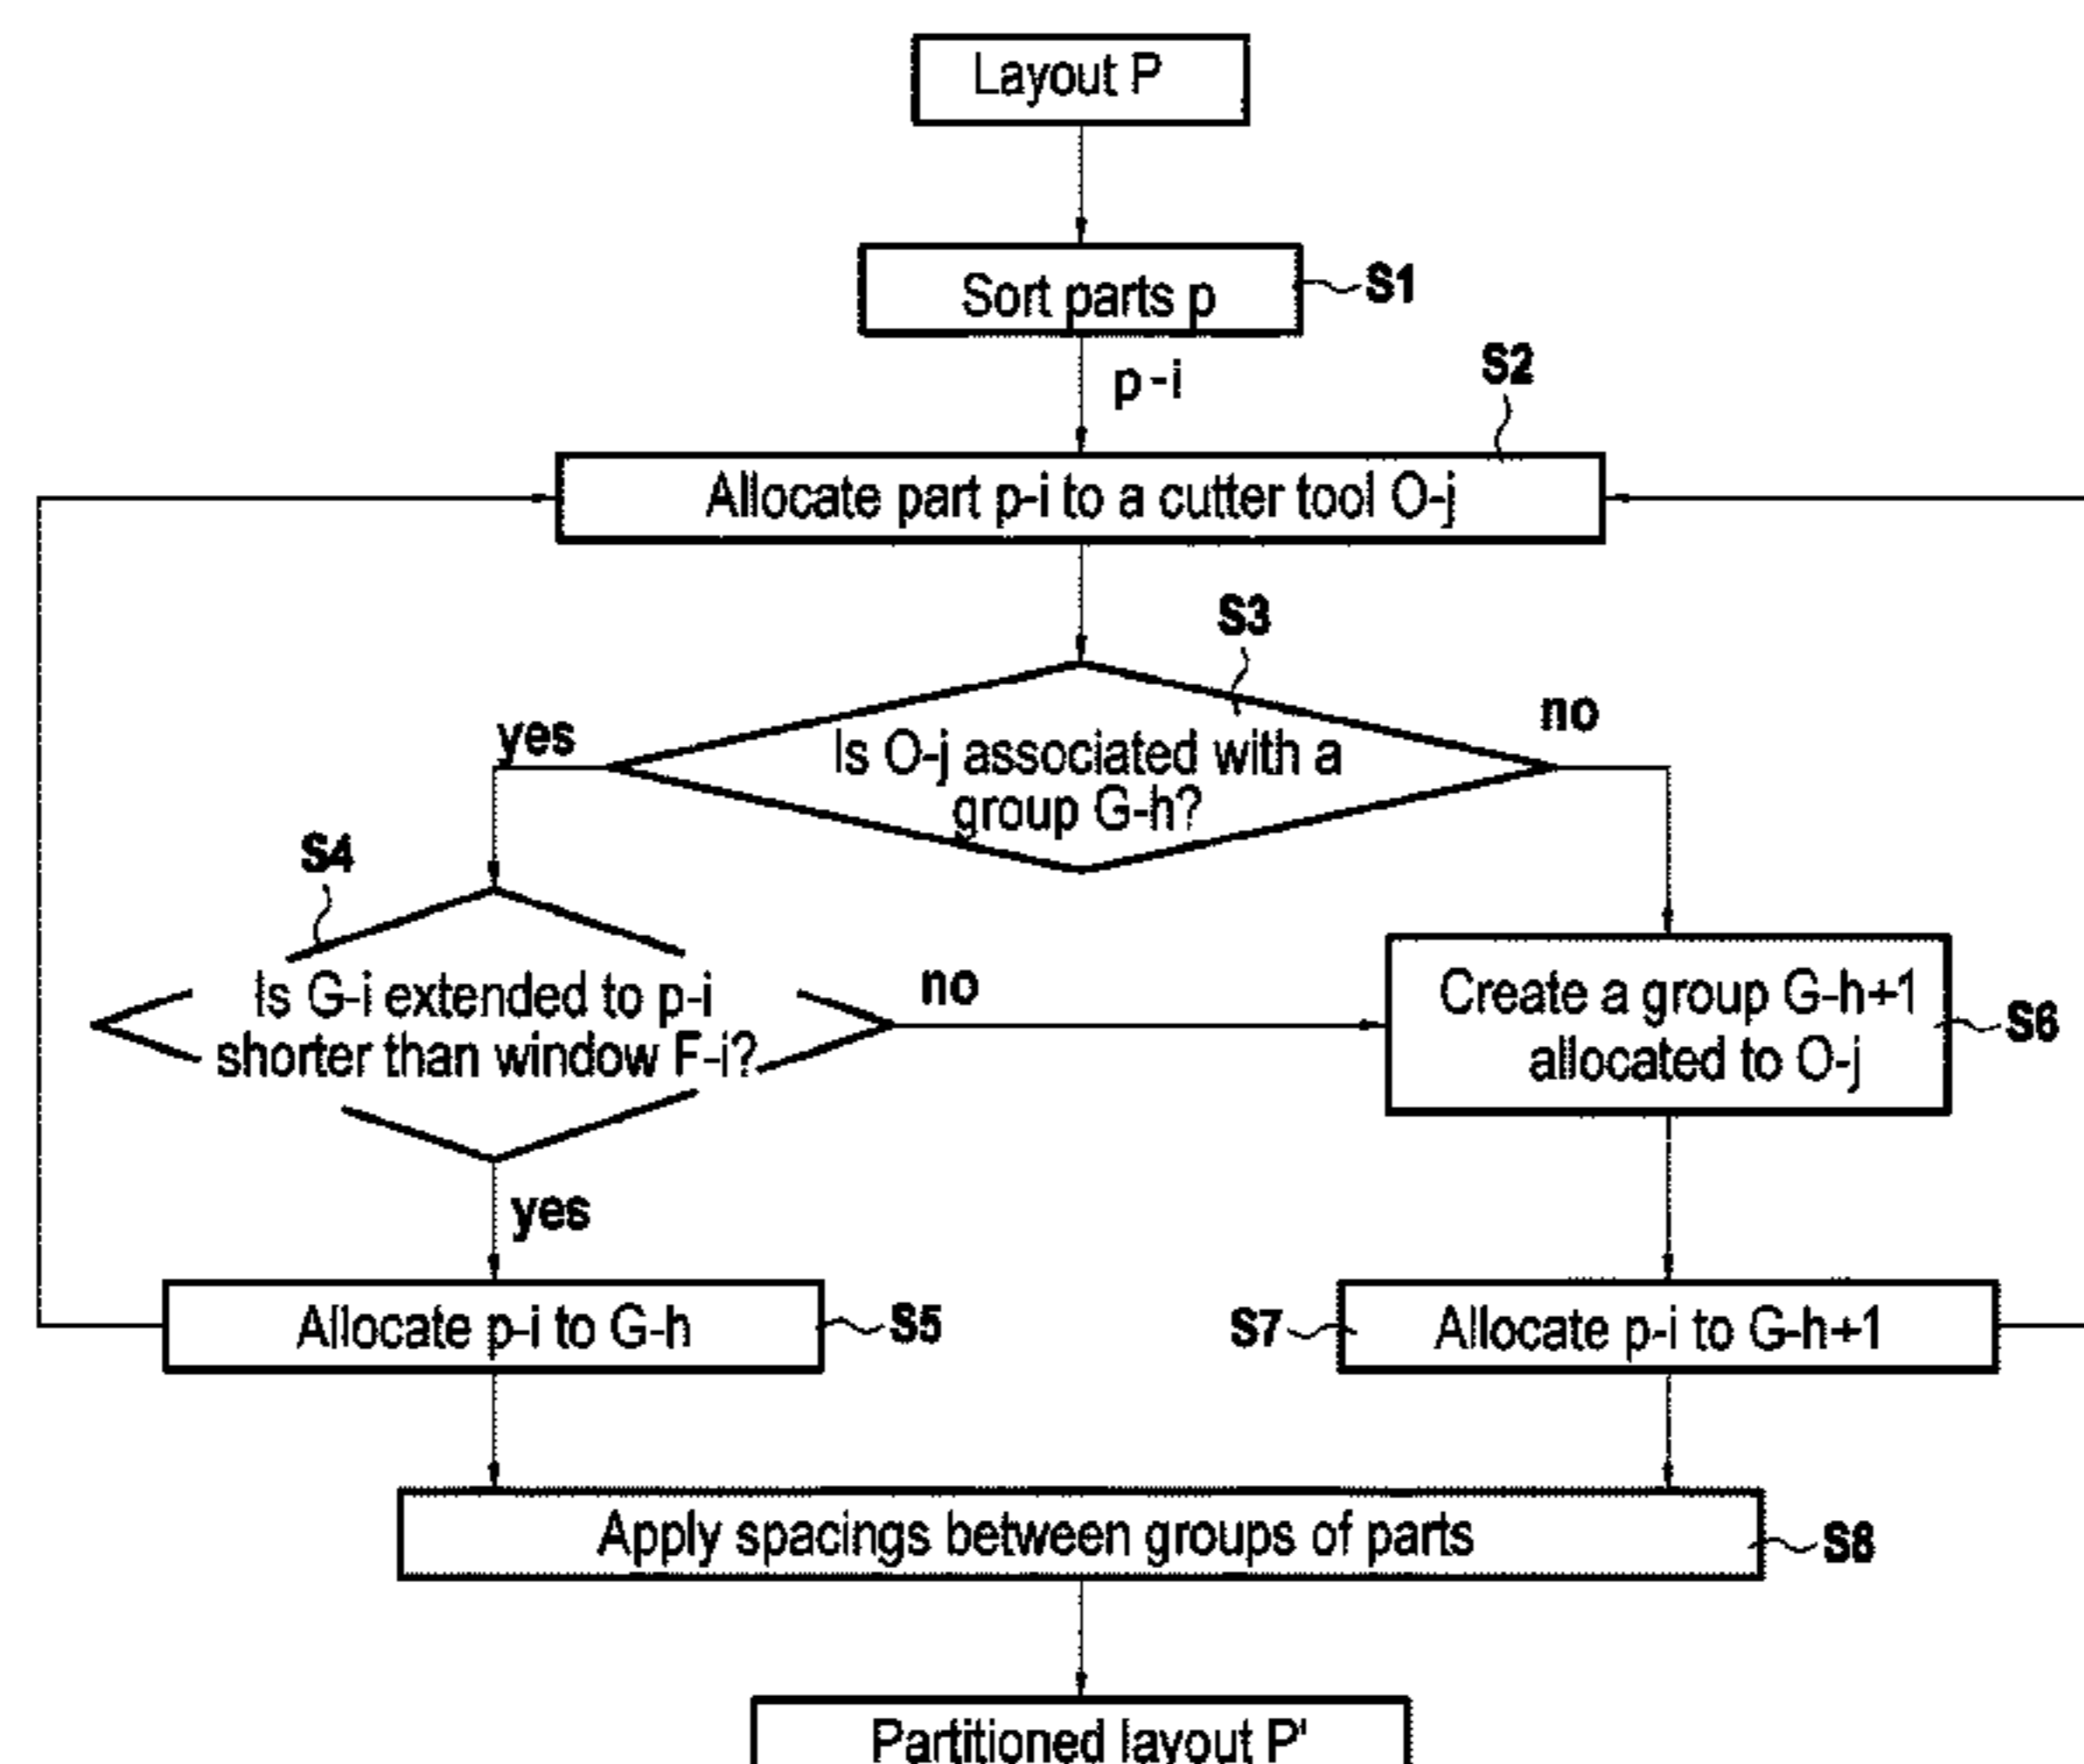 Layout P
Sort parts p
S1
p-i
S2
Allocate part p-i to a cutter tool O-j
S3
yes
no
Is O-j associated with a
group G-h?
S4
Is G-i extended to p-i
shorter than window F-i?
no
Create a group G-h+1
allocated to O-j
S6
yes
Allocate p-i to G-h
S5
S7
Allocate p-i to G-h+1
Apply spacings between groups of parts
S8
Partitioned layout P'